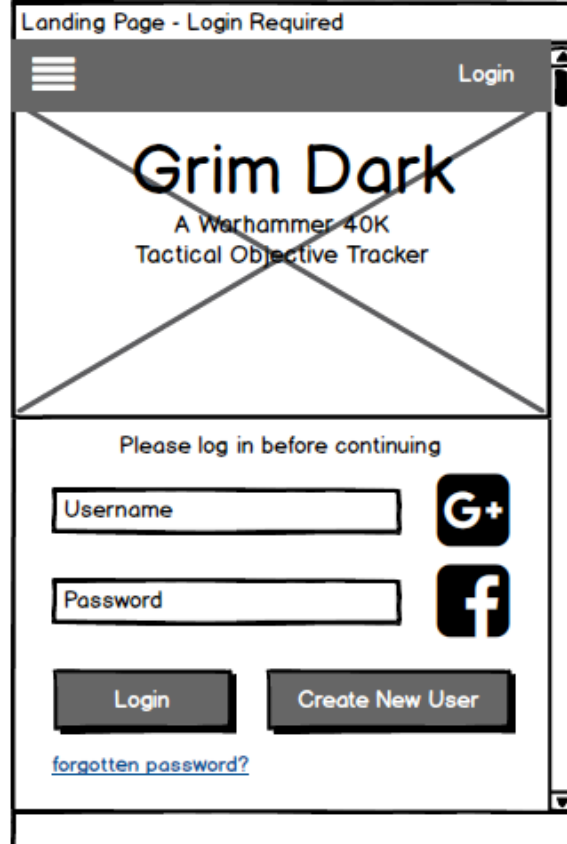 Landing Page - Login Required
Login
Grim Dark
A Warhammer 40K
Tactical Objective Tracker
Please log in before continuing
Username
G+
Password
f
Login Create New User
forgotten password?